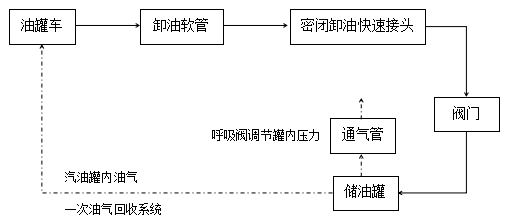 油罐车
卸油软管
密闭卸油快速接头
阀门
呼吸阀调节罐内压力
通气管
汽油罐内油气
储油罐
一次油气回收系统